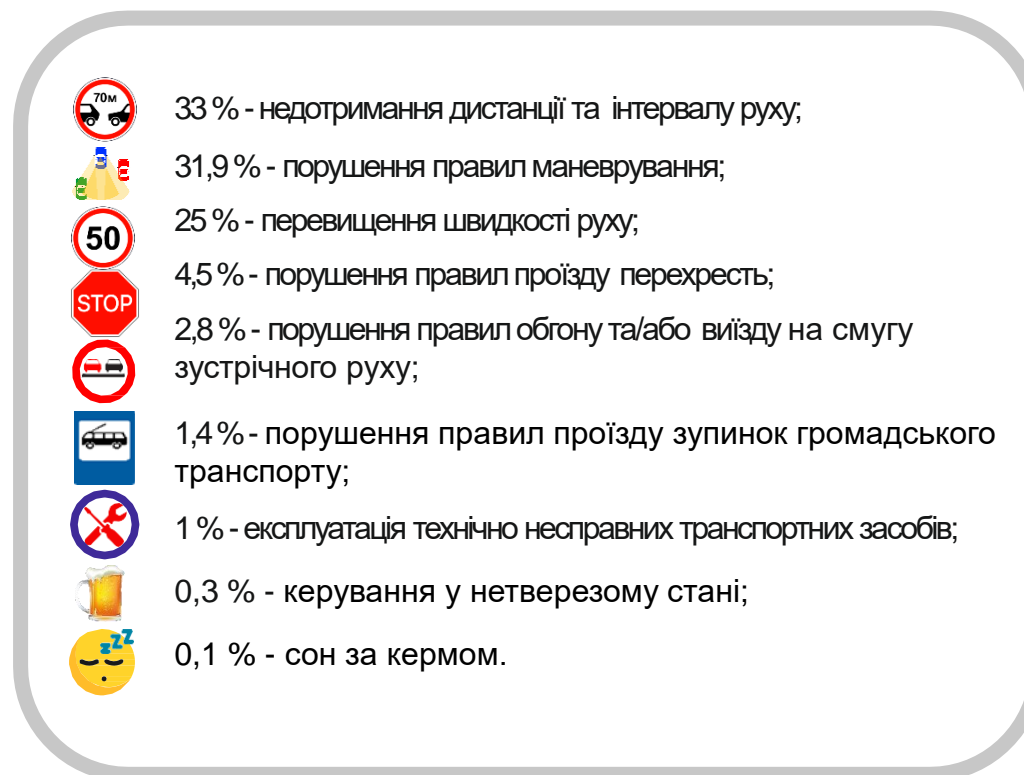 70м
33 % - недотримання дистанції та інтервалу руху;
31,9 % - порушення правил маневрування;
50
25 % - перевищення швидкості руху;
STOP
4,5 % - порушення правил проїзду перехресть;
2,8 % - порушення правил обгону та/або виїзду на смугу
зустрічного руху;
1,4 % - порушення правил проїзду зупинок громадського
транспорту;
1 % - експлуатація технічно несправних транспортних засобів;
0,3 % - керування у нетверезому стані;
zzz
0,1 % - сон за кермом.